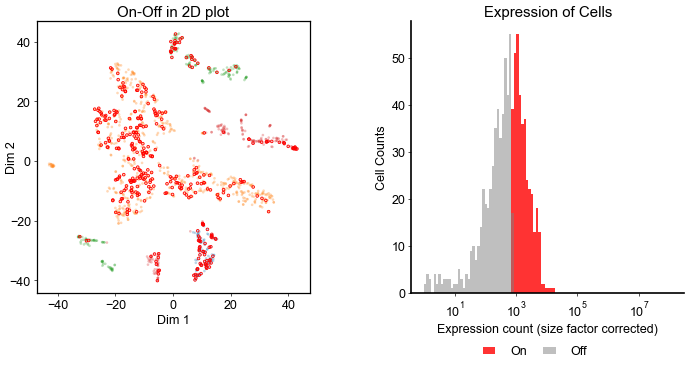 On-Off in 2D plot
40
20
0
−20
−40
Dim 2
−40 −20 0 20 40
Dim 1
Expression of Cells
50
40
30
20
10
0
Cell Counts
10^1 10^3 10^5 10^7
Expression count (size factor corrected)
On Off